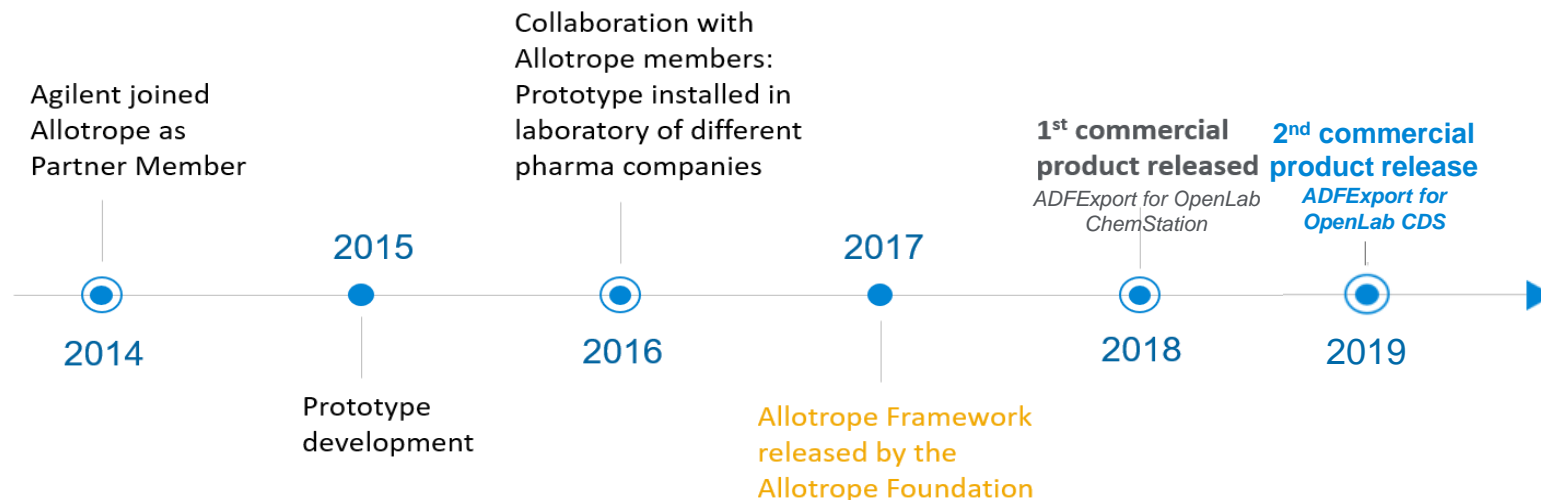 Agilent joined
Allotrope as
Partner Member
2014
2015
Prototype
development
Collaboration with
Allotrope members:
Prototype installed in
laboratory of different
pharma companies
2016
2017
Allotrope Framework
released by the
Allotrope Foundation
1st commercial
product released
ADFExport for OpenLab
ChemStation
2018
2nd commercial
product release
ADFExport for
OpenLab CDS
2019